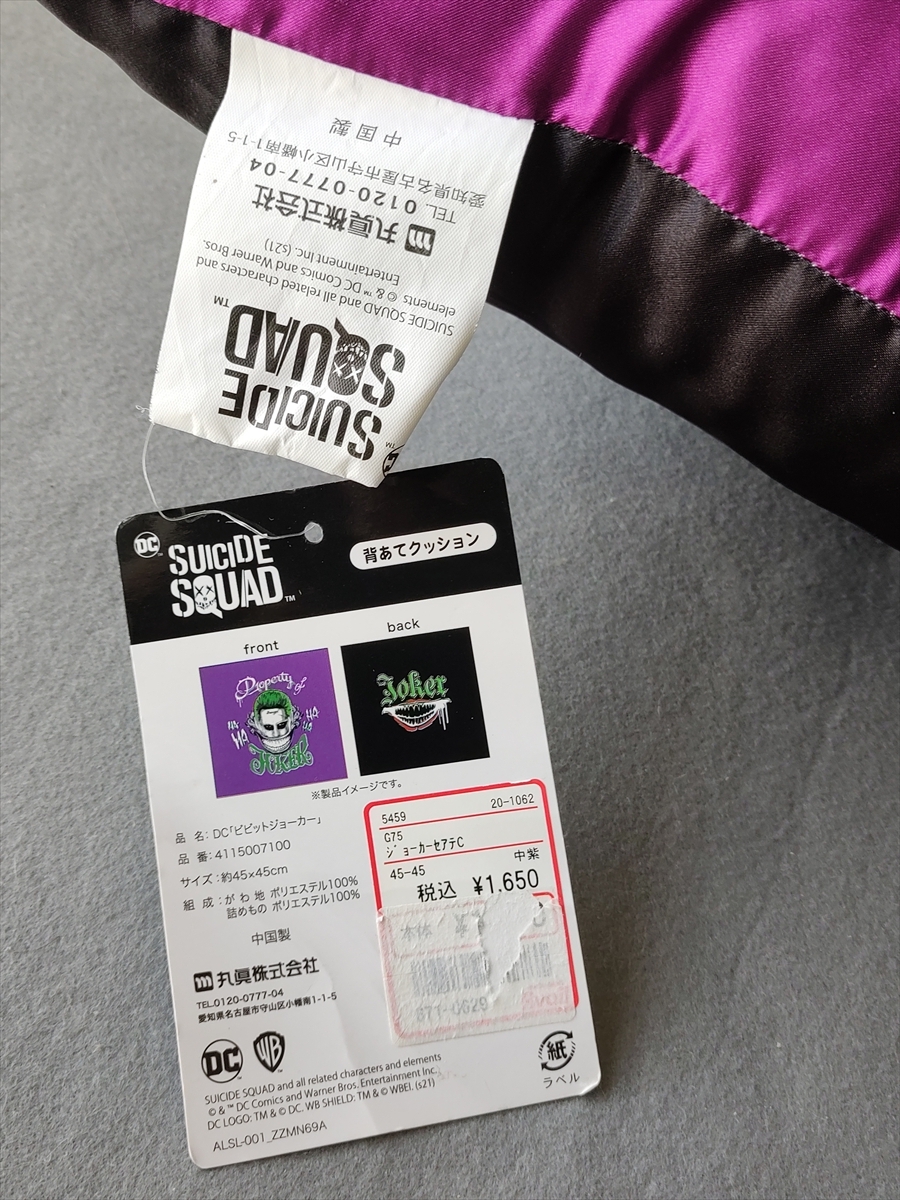 中国製
愛知県名古屋市守山区小幡南1-1-5
TEL. 0120-0777-04
丸眞株式会社
SUICIDE SQUAD and all related characters and
elements © & ™ DC Comics and Warner Bros.
Entertainment Inc. (s21)
SUICIDE
SQUAD™
DC
SUICIDE
SQUAD™
背あてクッション
front
back
Property of
HA
HA
JOKER
Joker
※製品イメージです。
品 名：DC「ビビットジョーカー」
品 番：4115007100
サイズ：約45×45cm
組 成：がわ地 ポリエステル100%
詰めもの ポリエステル100%
中国製
丸眞株式会社
TEL.0120-0777-04
愛知県名古屋市守山区小幡南1-1-5
5459 20-1062
G75
ジョーカーセアテC
45-45 中紫
税込 ¥1.650
本体
DC WB
紙
ラベル
SUICIDE SQUAD and all related characters and elements
© & ™ DC Comics and Warner Bros. Entertainment Inc.
DC LOGO: TM & © DC. WB SHIELD: TM & © WBEI. (s21)
ALSL-001_ZZMN69A